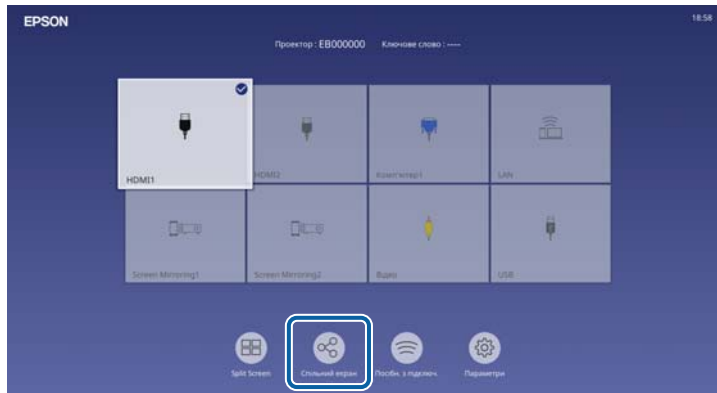 EPSON
18:58
Проектор : EB000000 Ключове слово : ----
HDMI1
HDMI2
Комп'ютер1
LAN
Screen Mirroring1
Screen Mirroring2
Відео
USB
Split Screen
Спільний екран
Посібн. з підключ.
Параметри